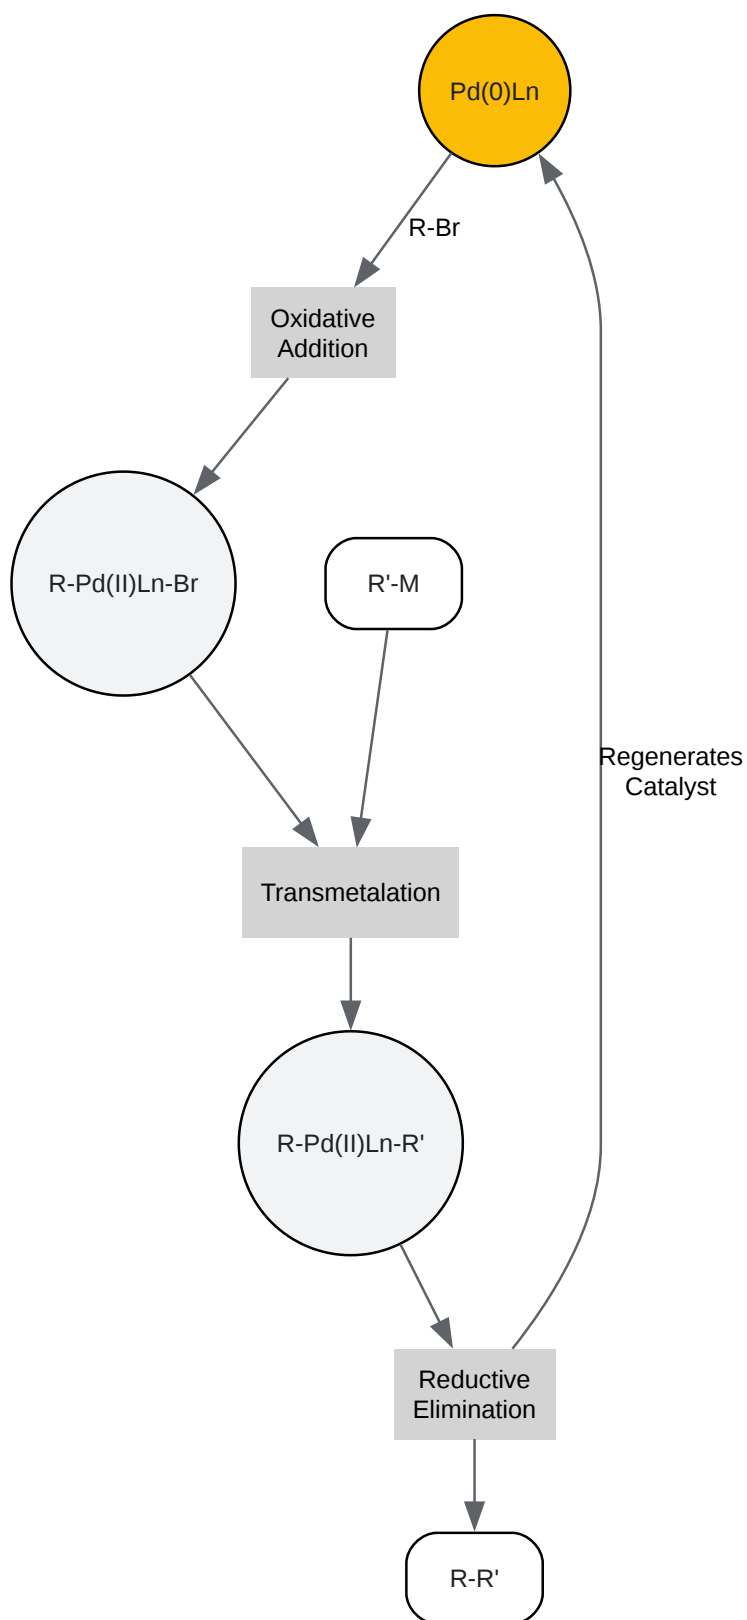 Pd(0)Ln
R-Br
Oxidative
Addition
R-Pd(II)Ln-Br
R'-M
Regenerates
Catalyst
Transmetalation
R-Pd(II)Ln-R'
Reductive
Elimination
R-R'